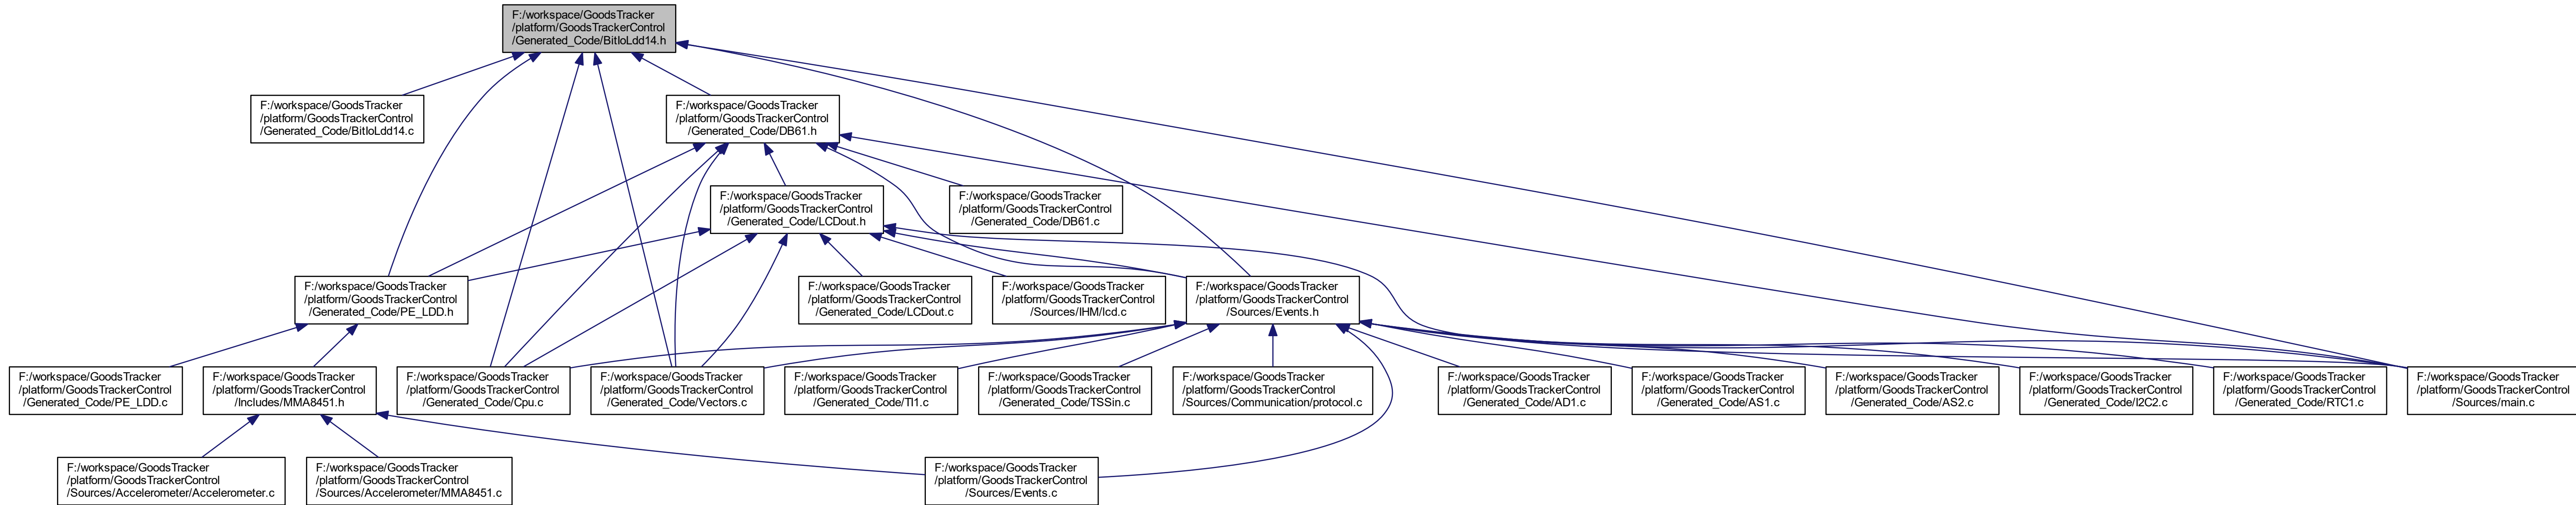 F:/workspace/GoodsTracker
/platform/GoodsTrackerControl
/Generated_Code/BitIoLdd14.h
F:/workspace/GoodsTracker
/platform/GoodsTrackerControl
/Generated_Code/BitIoLdd14.c
F:/workspace/GoodsTracker
/platform/GoodsTrackerControl
/Generated_Code/DB61.h
F:/workspace/GoodsTracker
/platform/GoodsTrackerControl
/Generated_Code/LCDout.h
F:/workspace/GoodsTracker
/platform/GoodsTrackerControl
/Generated_Code/DB61.c
F:/workspace/GoodsTracker
/platform/GoodsTrackerControl
/Generated_Code/PE_LDD.h
F:/workspace/GoodsTracker
/platform/GoodsTrackerControl
/Generated_Code/LCDout.c
F:/workspace/GoodsTracker
/platform/GoodsTrackerControl
/Sources/IHM/lcd.c
F:/workspace/GoodsTracker
/platform/GoodsTrackerControl
/Sources/Events.h
F:/workspace/GoodsTracker
/platform/GoodsTrackerControl
/Generated_Code/PE_LDD.c
F:/workspace/GoodsTracker
/platform/GoodsTrackerControl
/Includes/MMA8451.h
F:/workspace/GoodsTracker
/platform/GoodsTrackerControl
/Generated_Code/Cpu.c
F:/workspace/GoodsTracker
/platform/GoodsTrackerControl
/Generated_Code/Vectors.c
F:/workspace/GoodsTracker
/platform/GoodsTrackerControl
/Generated_Code/TI1.c
F:/workspace/GoodsTracker
/platform/GoodsTrackerControl
/Generated_Code/TSSin.c
F:/workspace/GoodsTracker
/platform/GoodsTrackerControl
/Sources/Communication/protocol.c
F:/workspace/GoodsTracker
/platform/GoodsTrackerControl
/Generated_Code/AD1.c
F:/workspace/GoodsTracker
/platform/GoodsTrackerControl
/Generated_Code/AS1.c
F:/workspace/GoodsTracker
/platform/GoodsTrackerControl
/Generated_Code/AS2.c
F:/workspace/GoodsTracker
/platform/GoodsTrackerControl
/Generated_Code/I2C2.c
F:/workspace/GoodsTracker
/platform/GoodsTrackerControl
/Generated_Code/RTC1.c
F:/workspace/GoodsTracker
/platform/GoodsTrackerControl
/Sources/main.c
F:/workspace/GoodsTracker
/platform/GoodsTrackerControl
/Sources/Accelerometer/Accelerometer.c
F:/workspace/GoodsTracker
/platform/GoodsTrackerControl
/Sources/Accelerometer/MMA8451.c
F:/workspace/GoodsTracker
/platform/GoodsTrackerControl
/Sources/Events.c